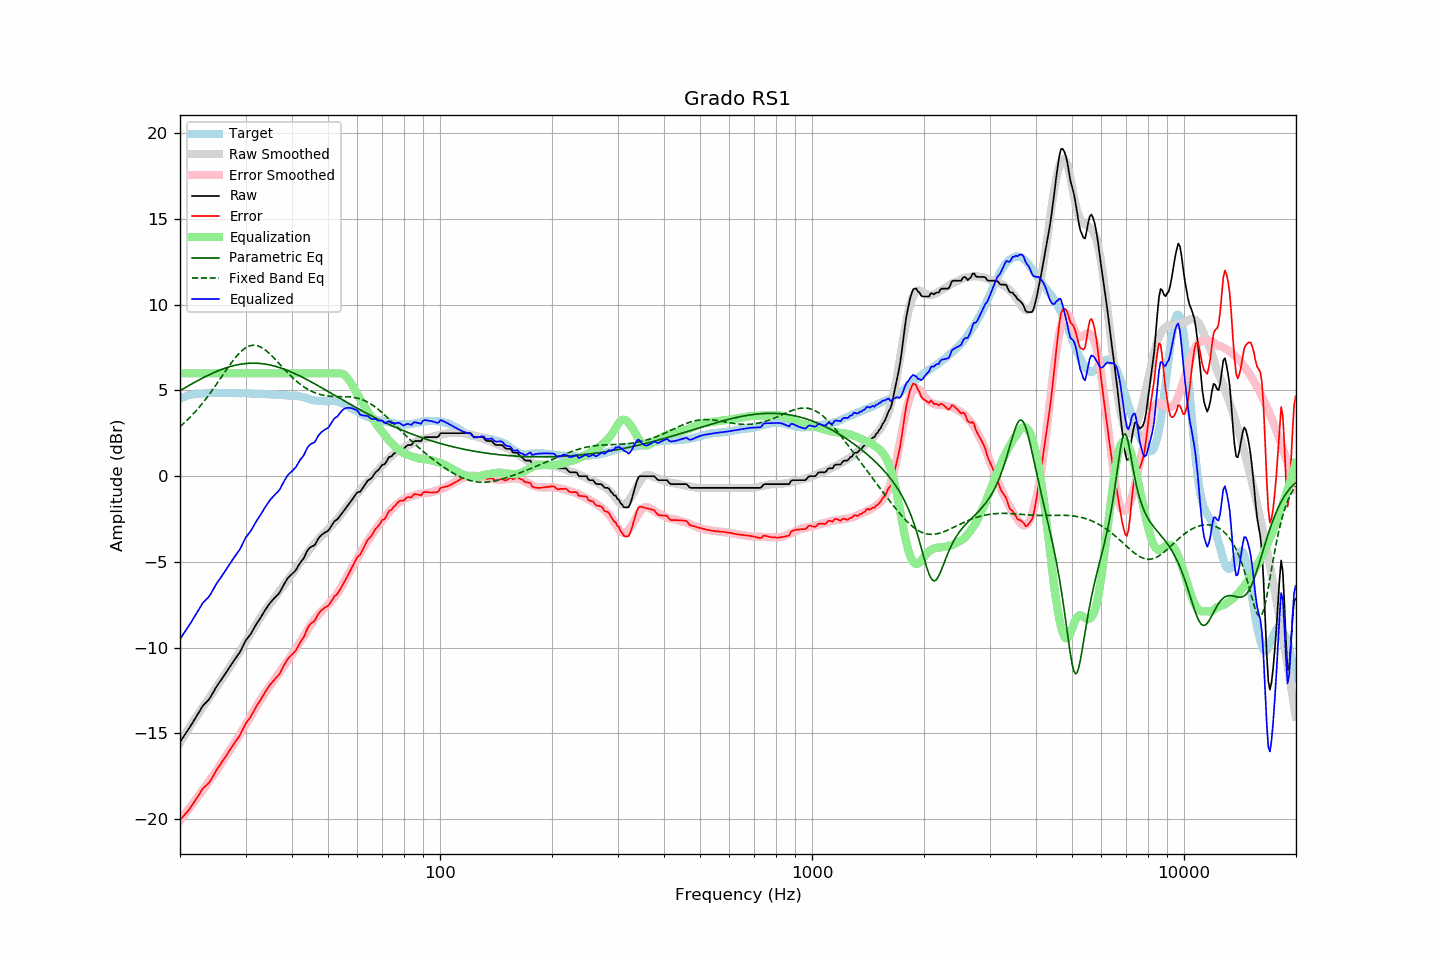 Grado RS1
Target
Raw Smoothed
Error Smoothed
Raw
Error
Equalization
Parametric Eq
Fixed Band Eq
Equalized
20
15
10
5
0
−5
−10
−15
−20
Amplitude (dBr)
100
1000
10000
Frequency (Hz)